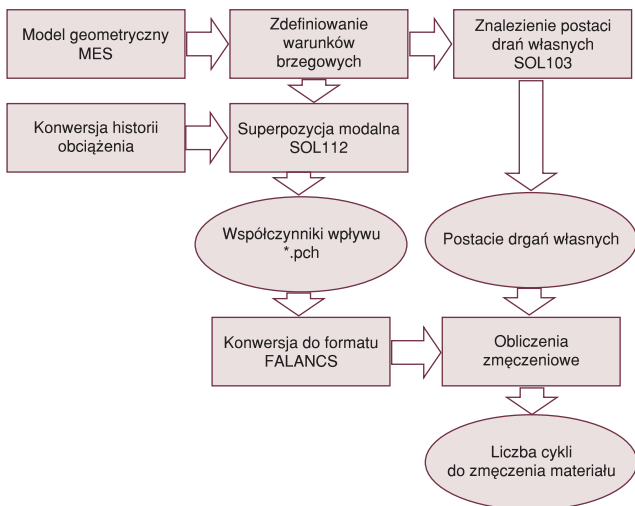 Model geometryczny
MES
Zdefiniowanie
warunków
brzegowych
Znalezienie postaci
drań własnych
SOL103
Konwersja historii
obciążenia
Superpozycja modalna
SOL112
Współczynniki wpływu
*.pch
Postacie drgań własnych
Konwersja do formatu
FALANCS
Obliczenia
zmęczeniowe
Liczba cykli
do zmęczenia materiału